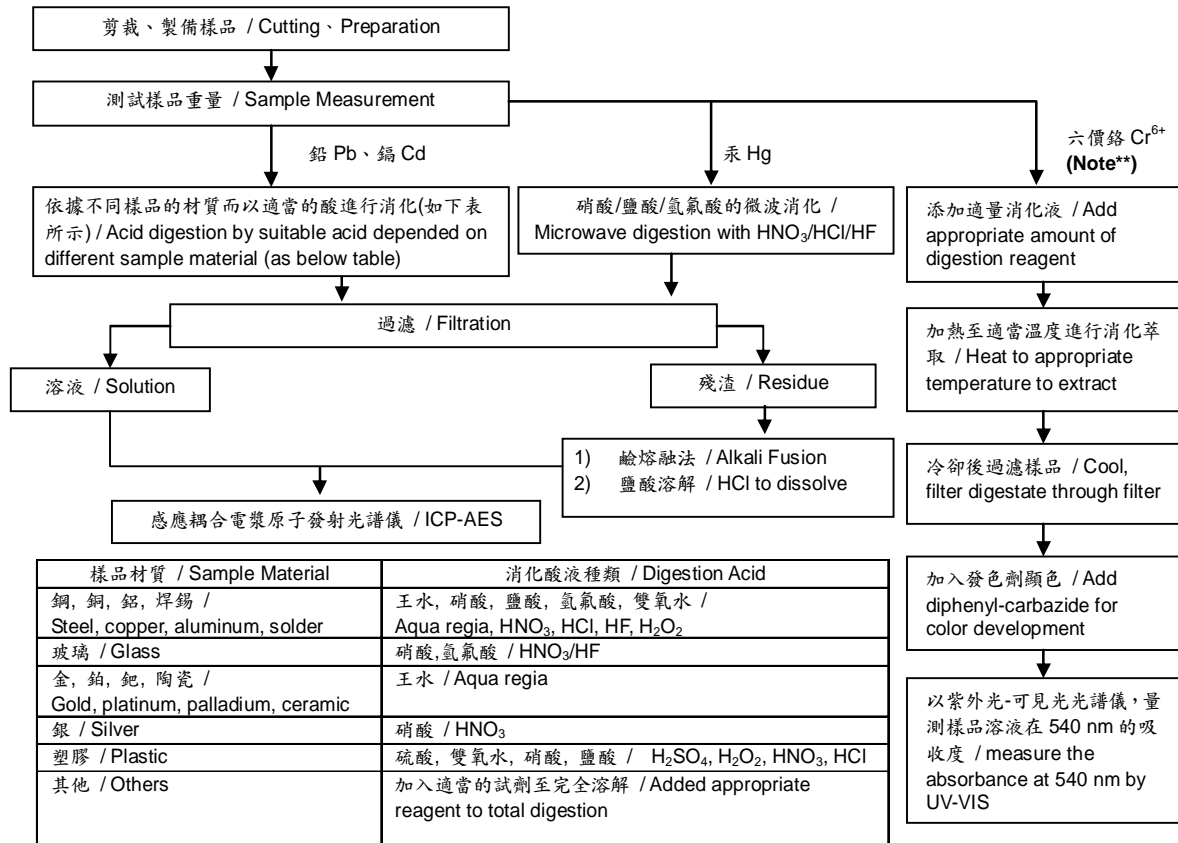 剪裁、製備樣品 / Cutting、Preparation
測試樣品重量 / Sample Measurement
鉛 Pb、鎘 Cd
汞 Hg
六價鉻 Cr⁶⁺
(Note**)
依據不同樣品的材質而以適當的酸進行消化(如下表
所示) / Acid digestion by suitable acid depended on
different sample material (as below table)
硝酸/鹽酸/氫氟酸的微波消化 /
Microwave digestion with HNO₃/HCl/HF
添加適量消化液 / Add
appropriate amount of
digestion reagent
過濾 / Filtration
加熱至適當溫度進行消化萃
取 / Heat to appropriate
temperature to extract
溶液 / Solution
殘渣 / Residue
1) 鹼熔融法 / Alkali Fusion
2) 鹽酸溶解 / HCl to dissolve
冷卻後過濾樣品 / Cool,
filter digestate through filter
感應耦合電漿原子發射光譜儀 / ICP-AES
加入發色劑顯色 / Add
diphenyl-carbazide for
color development
以紫外光-可見光光譜儀，量
測樣品溶液在 540 nm 的吸
收度 / measure the
absorbance at 540 nm by
UV-VIS
樣品材質 / Sample Material
消化酸液種類 / Digestion Acid
鋼, 銅, 鋁, 焊錫 /
Steel, copper, aluminum, solder
王水, 硝酸, 鹽酸, 氫氟酸, 雙氧水 /
Aqua regia, HNO₃, HCl, HF, H₂O₂
玻璃 / Glass
硝酸,氫氟酸 / HNO₃/HF
金, 鉑, 鈀, 陶瓷 /
Gold, platinum, palladium, ceramic
王水 / Aqua regia
銀 / Silver
硝酸 / HNO₃
塑膠 / Plastic
硫酸, 雙氧水, 硝酸, 鹽酸 / H₂SO₄, H₂O₂, HNO₃, HCl
其他 / Others
加入適當的試劑至完全溶解 / Added appropriate
reagent to total digestion